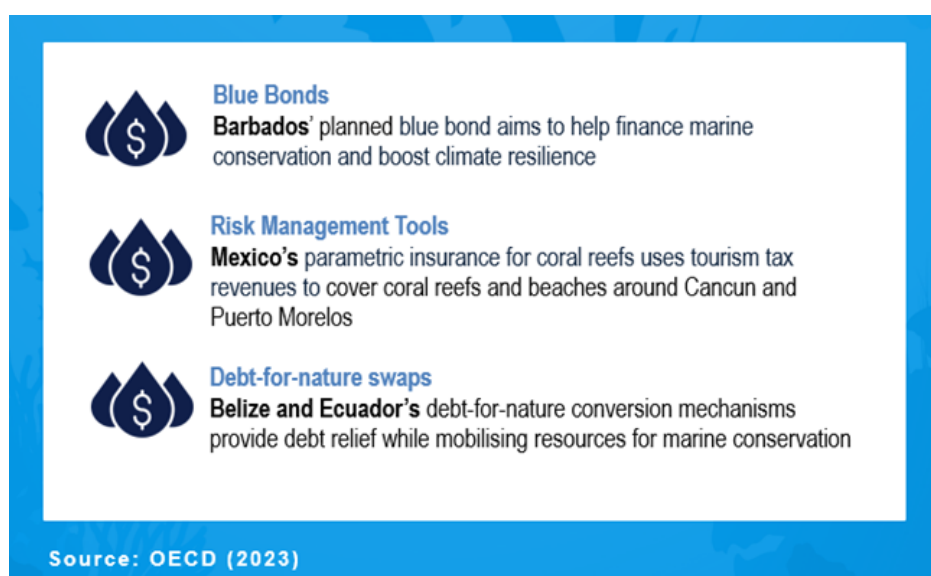 Blue Bonds
Barbados' planned blue bond aims to help finance marine
conservation and boost climate resilience
$
Risk Management Tools
Mexico's parametric insurance for coral reefs uses tourism tax
revenues to cover coral reefs and beaches around Cancun and
Puerto Morelos
$
Debt-for-nature swaps
Belize and Ecuador's debt-for-nature conversion mechanisms
provide debt relief while mobilising resources for marine conservation
$
Source: OECD (2023)